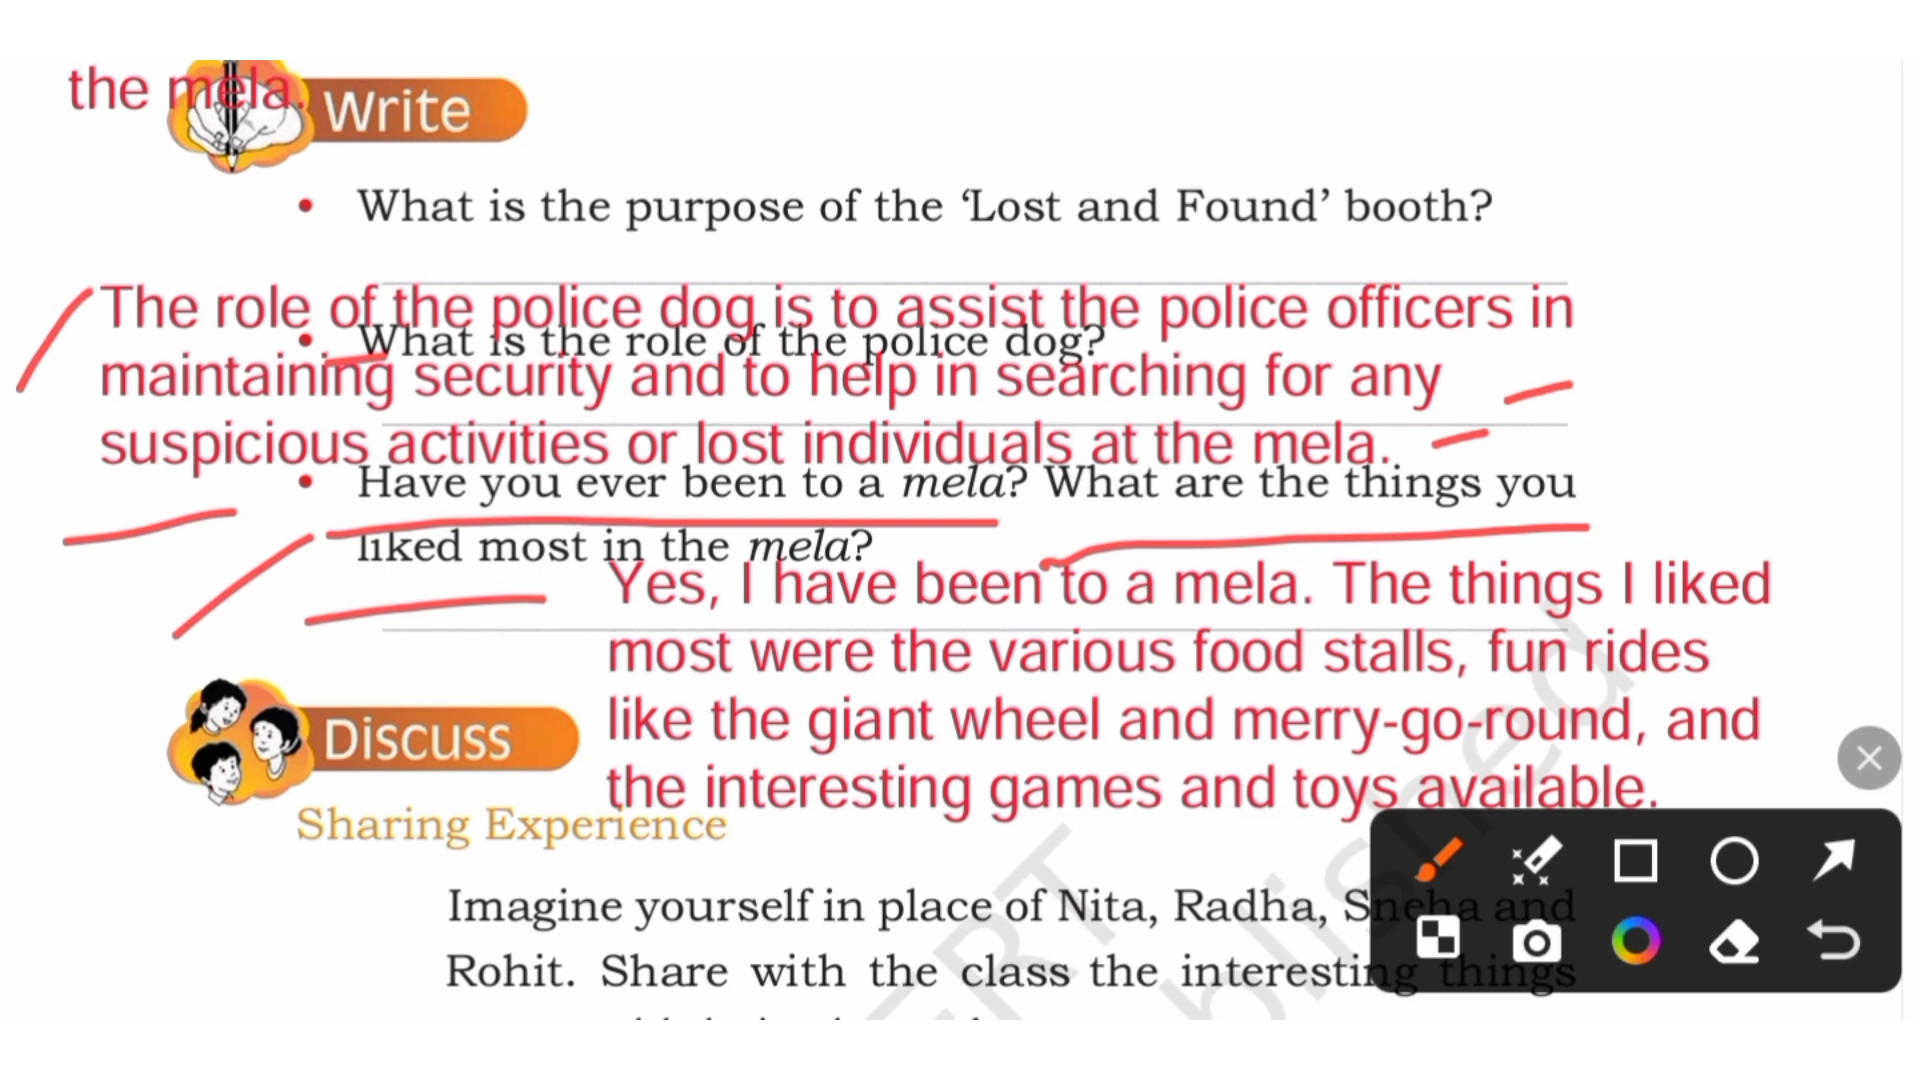 the mela.
Write
• What is the purpose of the ‘Lost and Found’ booth?
The role of the police dog is to assist the police officers in
• What is the role of the police dog?
maintaining security and to help in searching for any
suspicious activities or lost individuals at the mela.
• Have you ever been to a mela? What are the things you
liked most in the mela?
Yes, I have been to a mela. The things I liked
most were the various food stalls, fun rides
like the giant wheel and merry-go-round, and
the interesting games and toys available.
Discuss
Sharing Experience
Imagine yourself in place of Nita, Radha, Sneha and
Rohit. Share with the class the interesting things